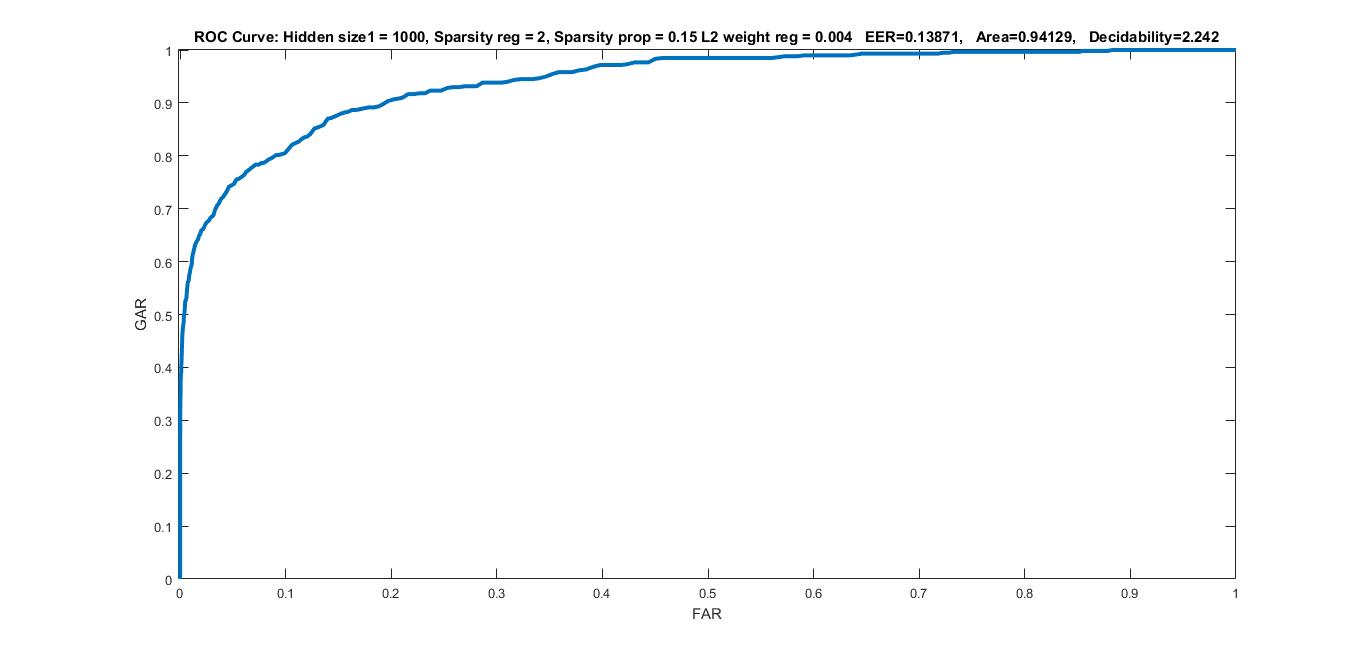 ROC Curve: Hidden size1 = 1000, Sparsity reg = 2, Sparsity prop = 0.15 L2 weight reg = 0.004 EER=0.13871, Area=0.94129, Decidability=2.242
1
0.9
0.8
0.7
0.6
0.5
0.4
0.3
0.2
0.1
0
GAR
0 0.1 0.2 0.3 0.4 0.5 0.6 0.7 0.8 0.9 1
FAR